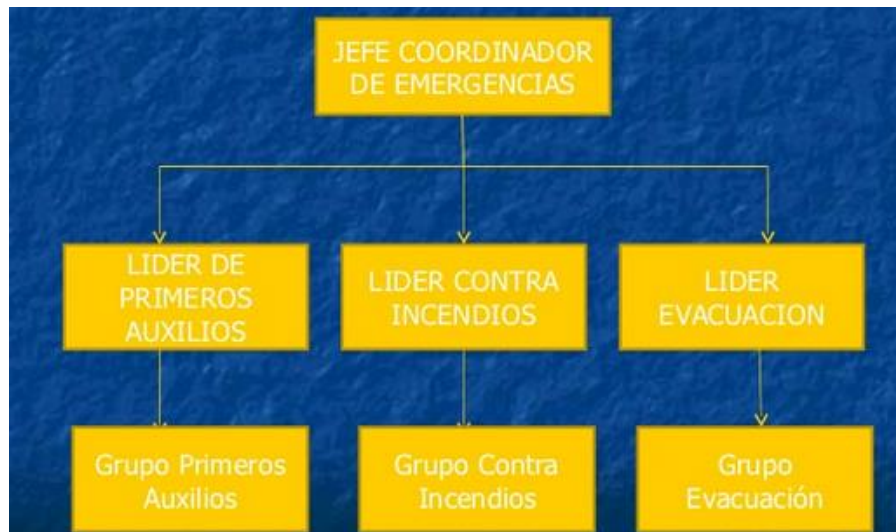 JEFE COORDINADOR
DE EMERGENCIAS
LIDER DE
PRIMEROS
AUXILIOS
LIDER CONTRA
INCENDIOS
LIDER
EVACUACION
Grupo Primeros
Auxilios
Grupo Contra
Incendios
Grupo
Evacuación